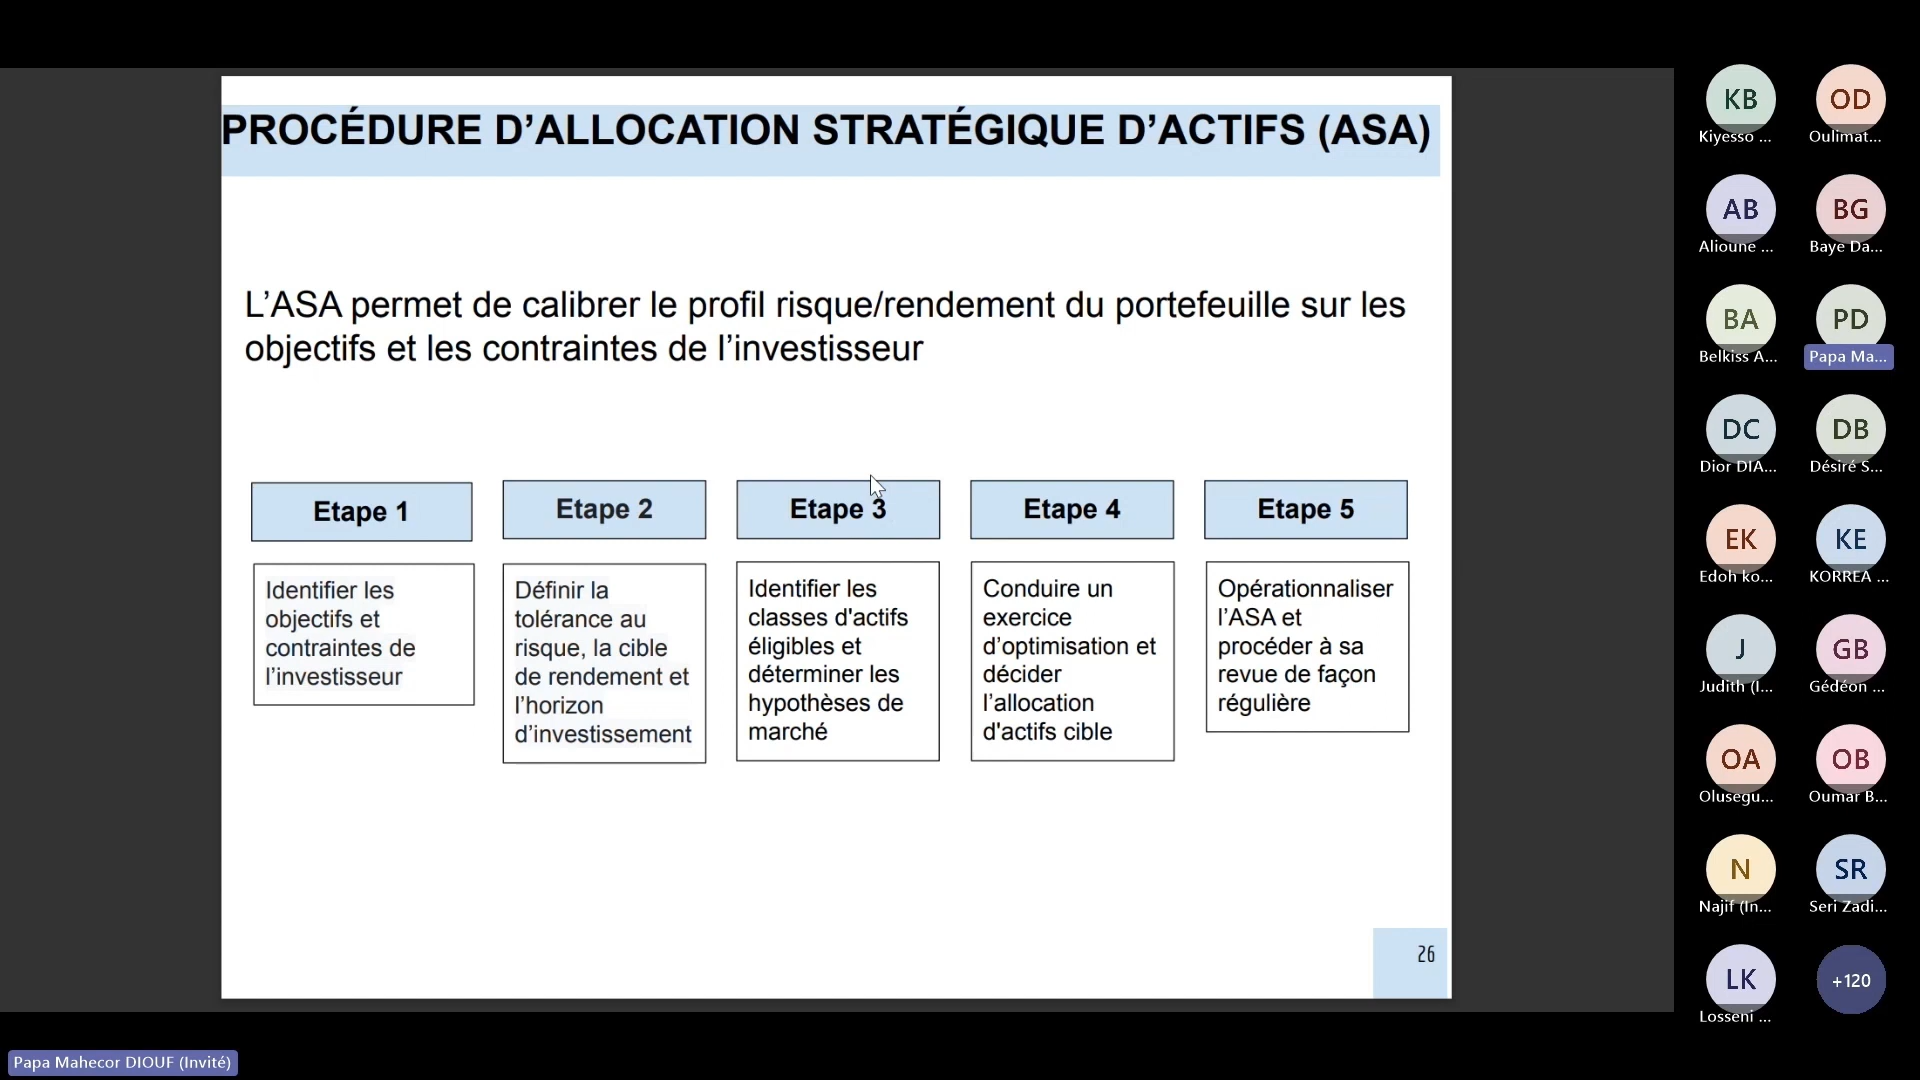 PROCÉDURE D’ALLOCATION STRATÉGIQUE D’ACTIFS (ASA)
L’ASA permet de calibrer le profil risque/rendement du portefeuille sur les
objectifs et les contraintes de l’investisseur
Etape 1
Identifier les
objectifs et
contraintes de
l’investisseur
Etape 2
Définir la
tolérance au
risque, la cible
de rendement et
l’horizon
d’investissement
Etape 3
Identifier les
classes d'actifs
éligibles et
déterminer les
hypothèses de
marché
Etape 4
Conduire un
exercice
d’optimisation et
décider
l’allocation
d'actifs cible
Etape 5
Opérationnaliser
l’ASA et
procéder à sa
revue de façon
régulière
26
KB
Kiyesso ...
OD
Oulimat...
AB
Alioune ...
BG
Baye Da...
BA
Belkiss A...
PD
Papa Ma...
DC
Dior DIA...
DB
Désiré S...
EK
Edoh ko...
KE
KORREA ...
J
Judith (I...
GB
Gédéon ...
OA
Olusegu...
OB
Oumar B...
N
Najif (In...
SR
Seri Zadi...
LK
Losseni ...
+120
Papa Mahecor DIOUF (Invité)